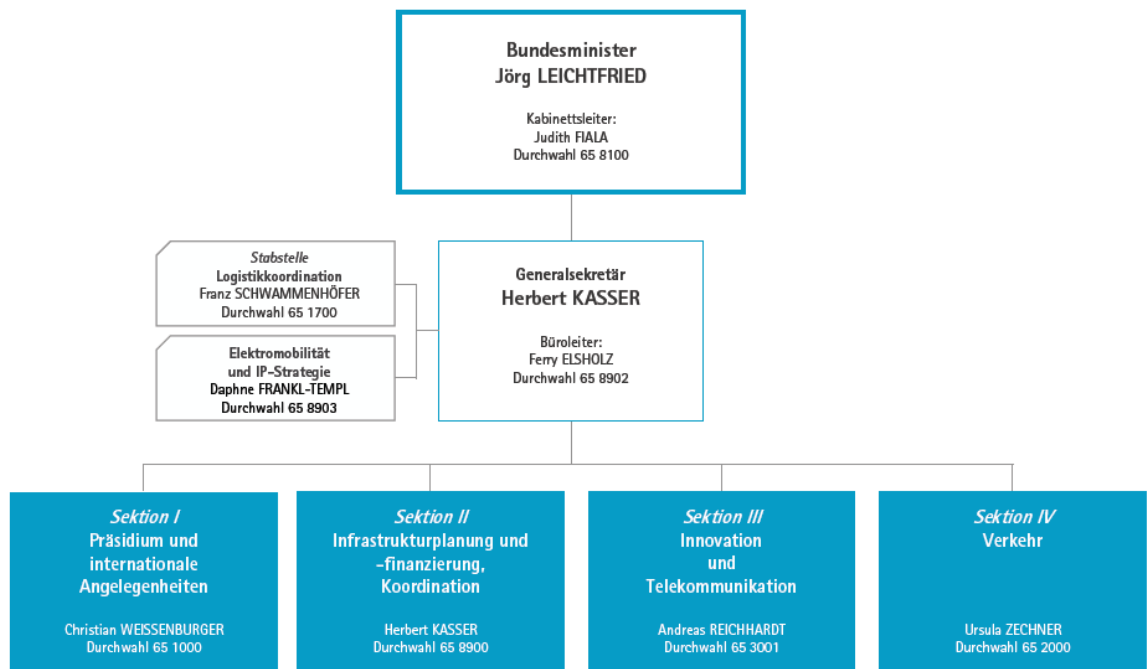 Bundesminister
Jörg LEICHTFRIED
Kabinettsleiter:
Judith FIALA
Durchwahl 65 8100
Stabstelle
Logistikkoordination
Franz SCHWAMMENHÖFER
Durchwahl 65 1700
Elektromobilität
und IP-Strategie
Daphne FRANKL-TEMPL
Durchwahl 65 8903
Generalsekretär
Herbert KASSER
Büroleiter:
Ferry ELSHOLZ
Durchwahl 65 8902
Sektion I
Präsidium und
internationale
Angelegenheiten
Christian WEISSENBURGER
Durchwahl 65 1000
Sektion II
Infrastrukturplanung und
-finanzierung,
Koordination
Herbert KASSER
Durchwahl 65 8900
Sektion III
Innovation
und
Telekommunikation
Andreas REICHHARDT
Durchwahl 65 3001
Sektion IV
Verkehr
Ursula ZECHNER
Durchwahl 65 2000